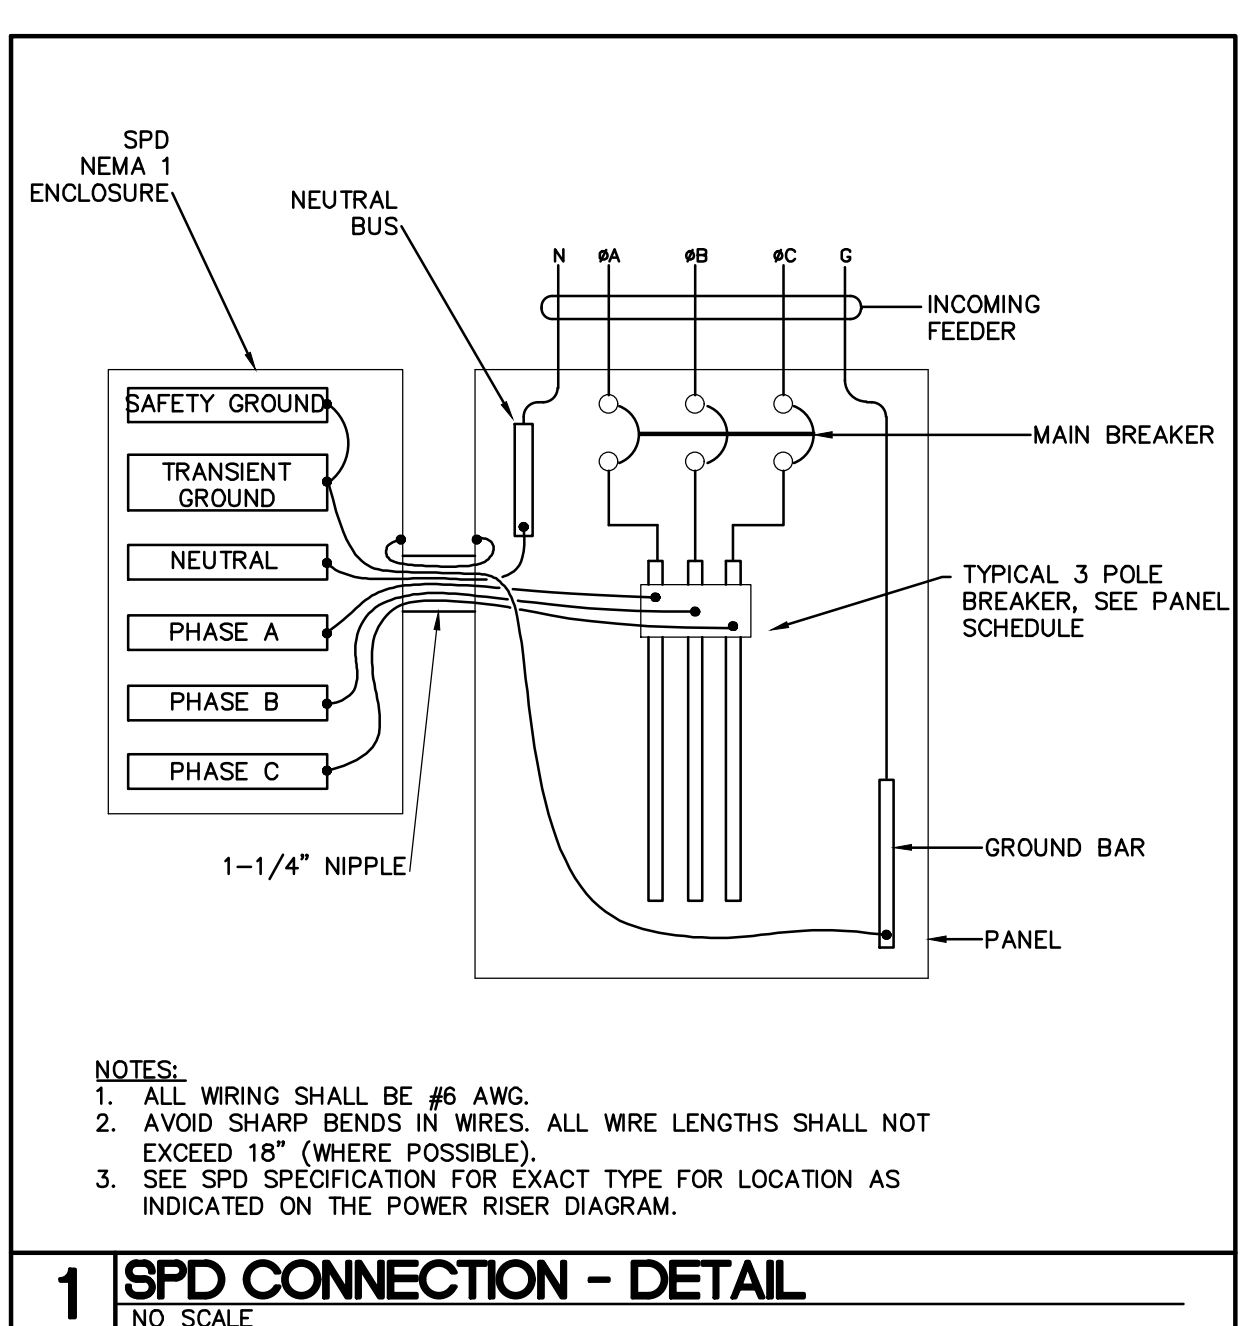 SPD
NEMA 1
ENCLOSURE
NEUTRAL
BUS
N øA øB øC G
INCOMING
FEEDER
SAFETY GROUND
TRANSIENT
GROUND
NEUTRAL
PHASE A
PHASE B
PHASE C
MAIN BREAKER
TYPICAL 3 POLE
BREAKER, SEE PANEL
SCHEDULE
1-1/4" NIPPLE
GROUND BAR
PANEL
NOTES:
1. ALL WIRING SHALL BE #6 AWG.
2. AVOID SHARP BENDS IN WIRES. ALL WIRE LENGTHS SHALL NOT
EXCEED 18" (WHERE POSSIBLE).
3. SEE SPD SPECIFICATION FOR EXACT TYPE FOR LOCATION AS
INDICATED ON THE POWER RISER DIAGRAM.
1 SPD CONNECTION - DETAIL
NO SCALE